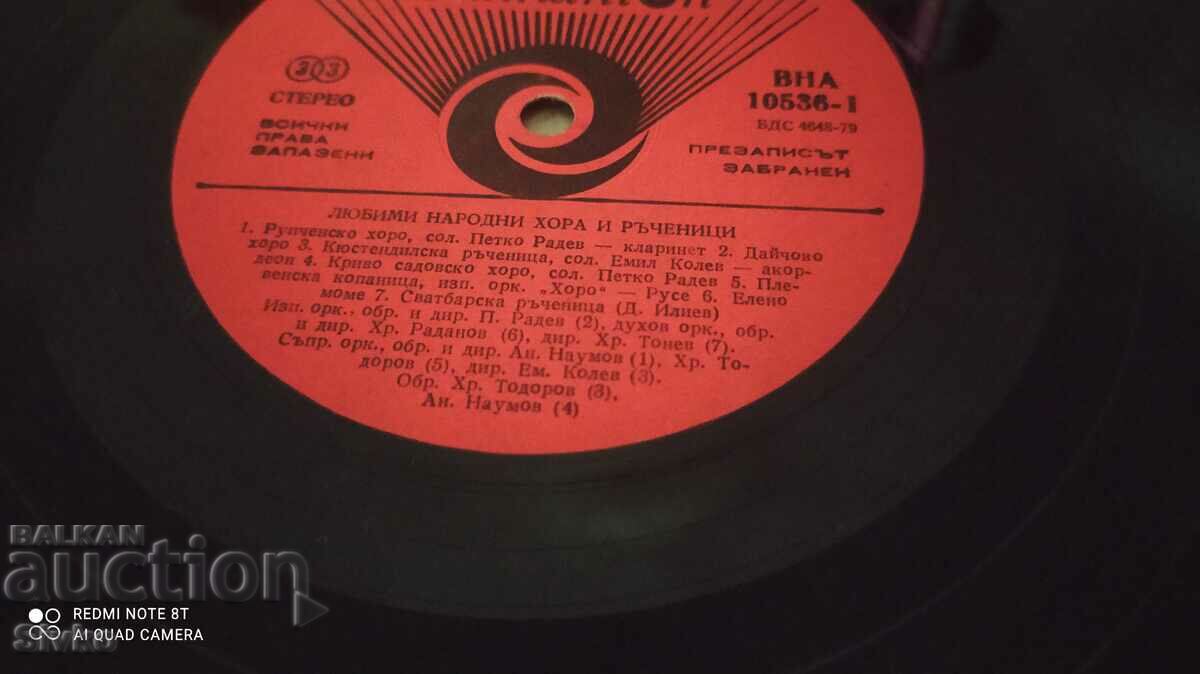 33
СТЕРЕО
ВСИЧКИ
ПРАВА
ЗАПАЗЕНИ
ВНА
10536-1
БДС 4648-79
ПРЕЗАПИСЪТ
ЗАБРАНЕН
ЛЮБИМИ НАРОДНИ ХОРА И РЪЧЕНИЦИ
1. Рупчевско хоро, сол. Петко Радев — кларинет 2. Дайчово
хоро 3. Кюстендилска ръченица, сол. Емил Колев — акор-
деон 4. Криво садовско хоро, сол. Петко Радев 5. Пле-
венска копаница, изп. орк. „Хоро“ — Русе 6. Елено
моме 7. Сватбарска ръченица (Д. Илиев)
Изп. орк., обр. и дир. П. Радев (2), духов орк., обр.
и дир. Хр. Раданов (6), дир. Хр. Тонев (7).
Съпр. орк., обр. и дир. Ан. Наумов (1), Хр. То-
доров (5), дир. Ем. Колев (3).
Обр. Хр. Тодоров (3),
Ан. Наумов (4)
BALKAN
auction
REDMI NOTE 8T
AI QUAD CAMERA
Sivko